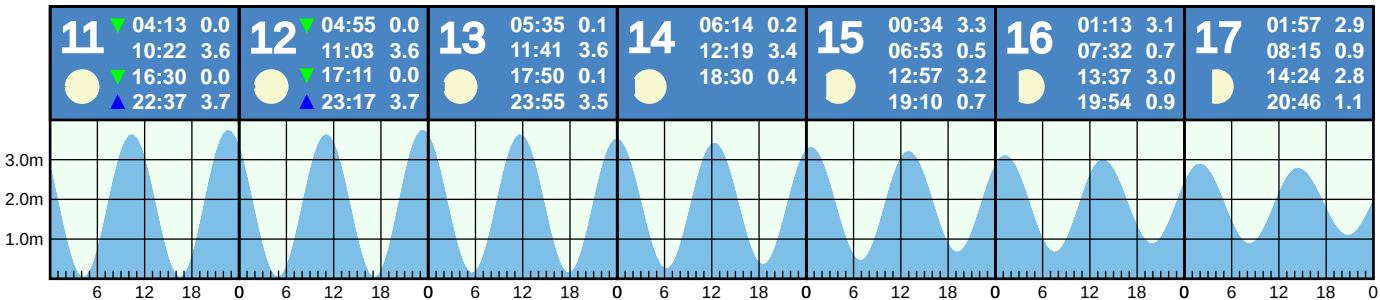 11
▼ 04:13 0.0
10:22 3.6
▼ 16:30 0.0
▲ 22:37 3.7
12
▼ 04:55 0.0
11:03 3.6
▼ 17:11 0.0
▲ 23:17 3.7
13
05:35 0.1
11:41 3.6
17:50 0.1
23:55 3.5
14
06:14 0.2
12:19 3.4
18:30 0.4
15
00:34 3.3
06:53 0.5
12:57 3.2
19:10 0.7
16
01:13 3.1
07:32 0.7
13:37 3.0
19:54 0.9
17
01:57 2.9
08:15 0.9
14:24 2.8
20:46 1.1
3.0m
2.0m
1.0m
6 12 18 0 6 12 18 0 6 12 18 0 6 12 18 0 6 12 18 0 6 12 18 0 6 12 18 0